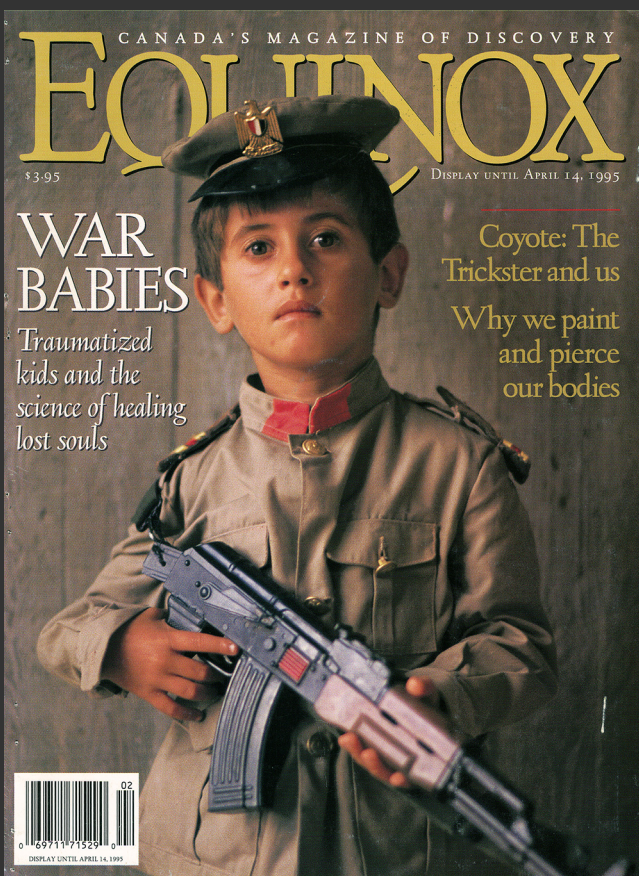 CANADA'S MAGAZINE OF DISCOVERY
EQUINOX
$3.95
DISPLAY UNTIL APRIL 14, 1995
WAR
BABIES
Traumatized
kids and the
science of healing
lost souls
Coyote: The
Trickster and us
Why we paint
and pierce
our bodies
02
0 69711 71529 0
DISPLAY UNTIL APRIL 14, 1995